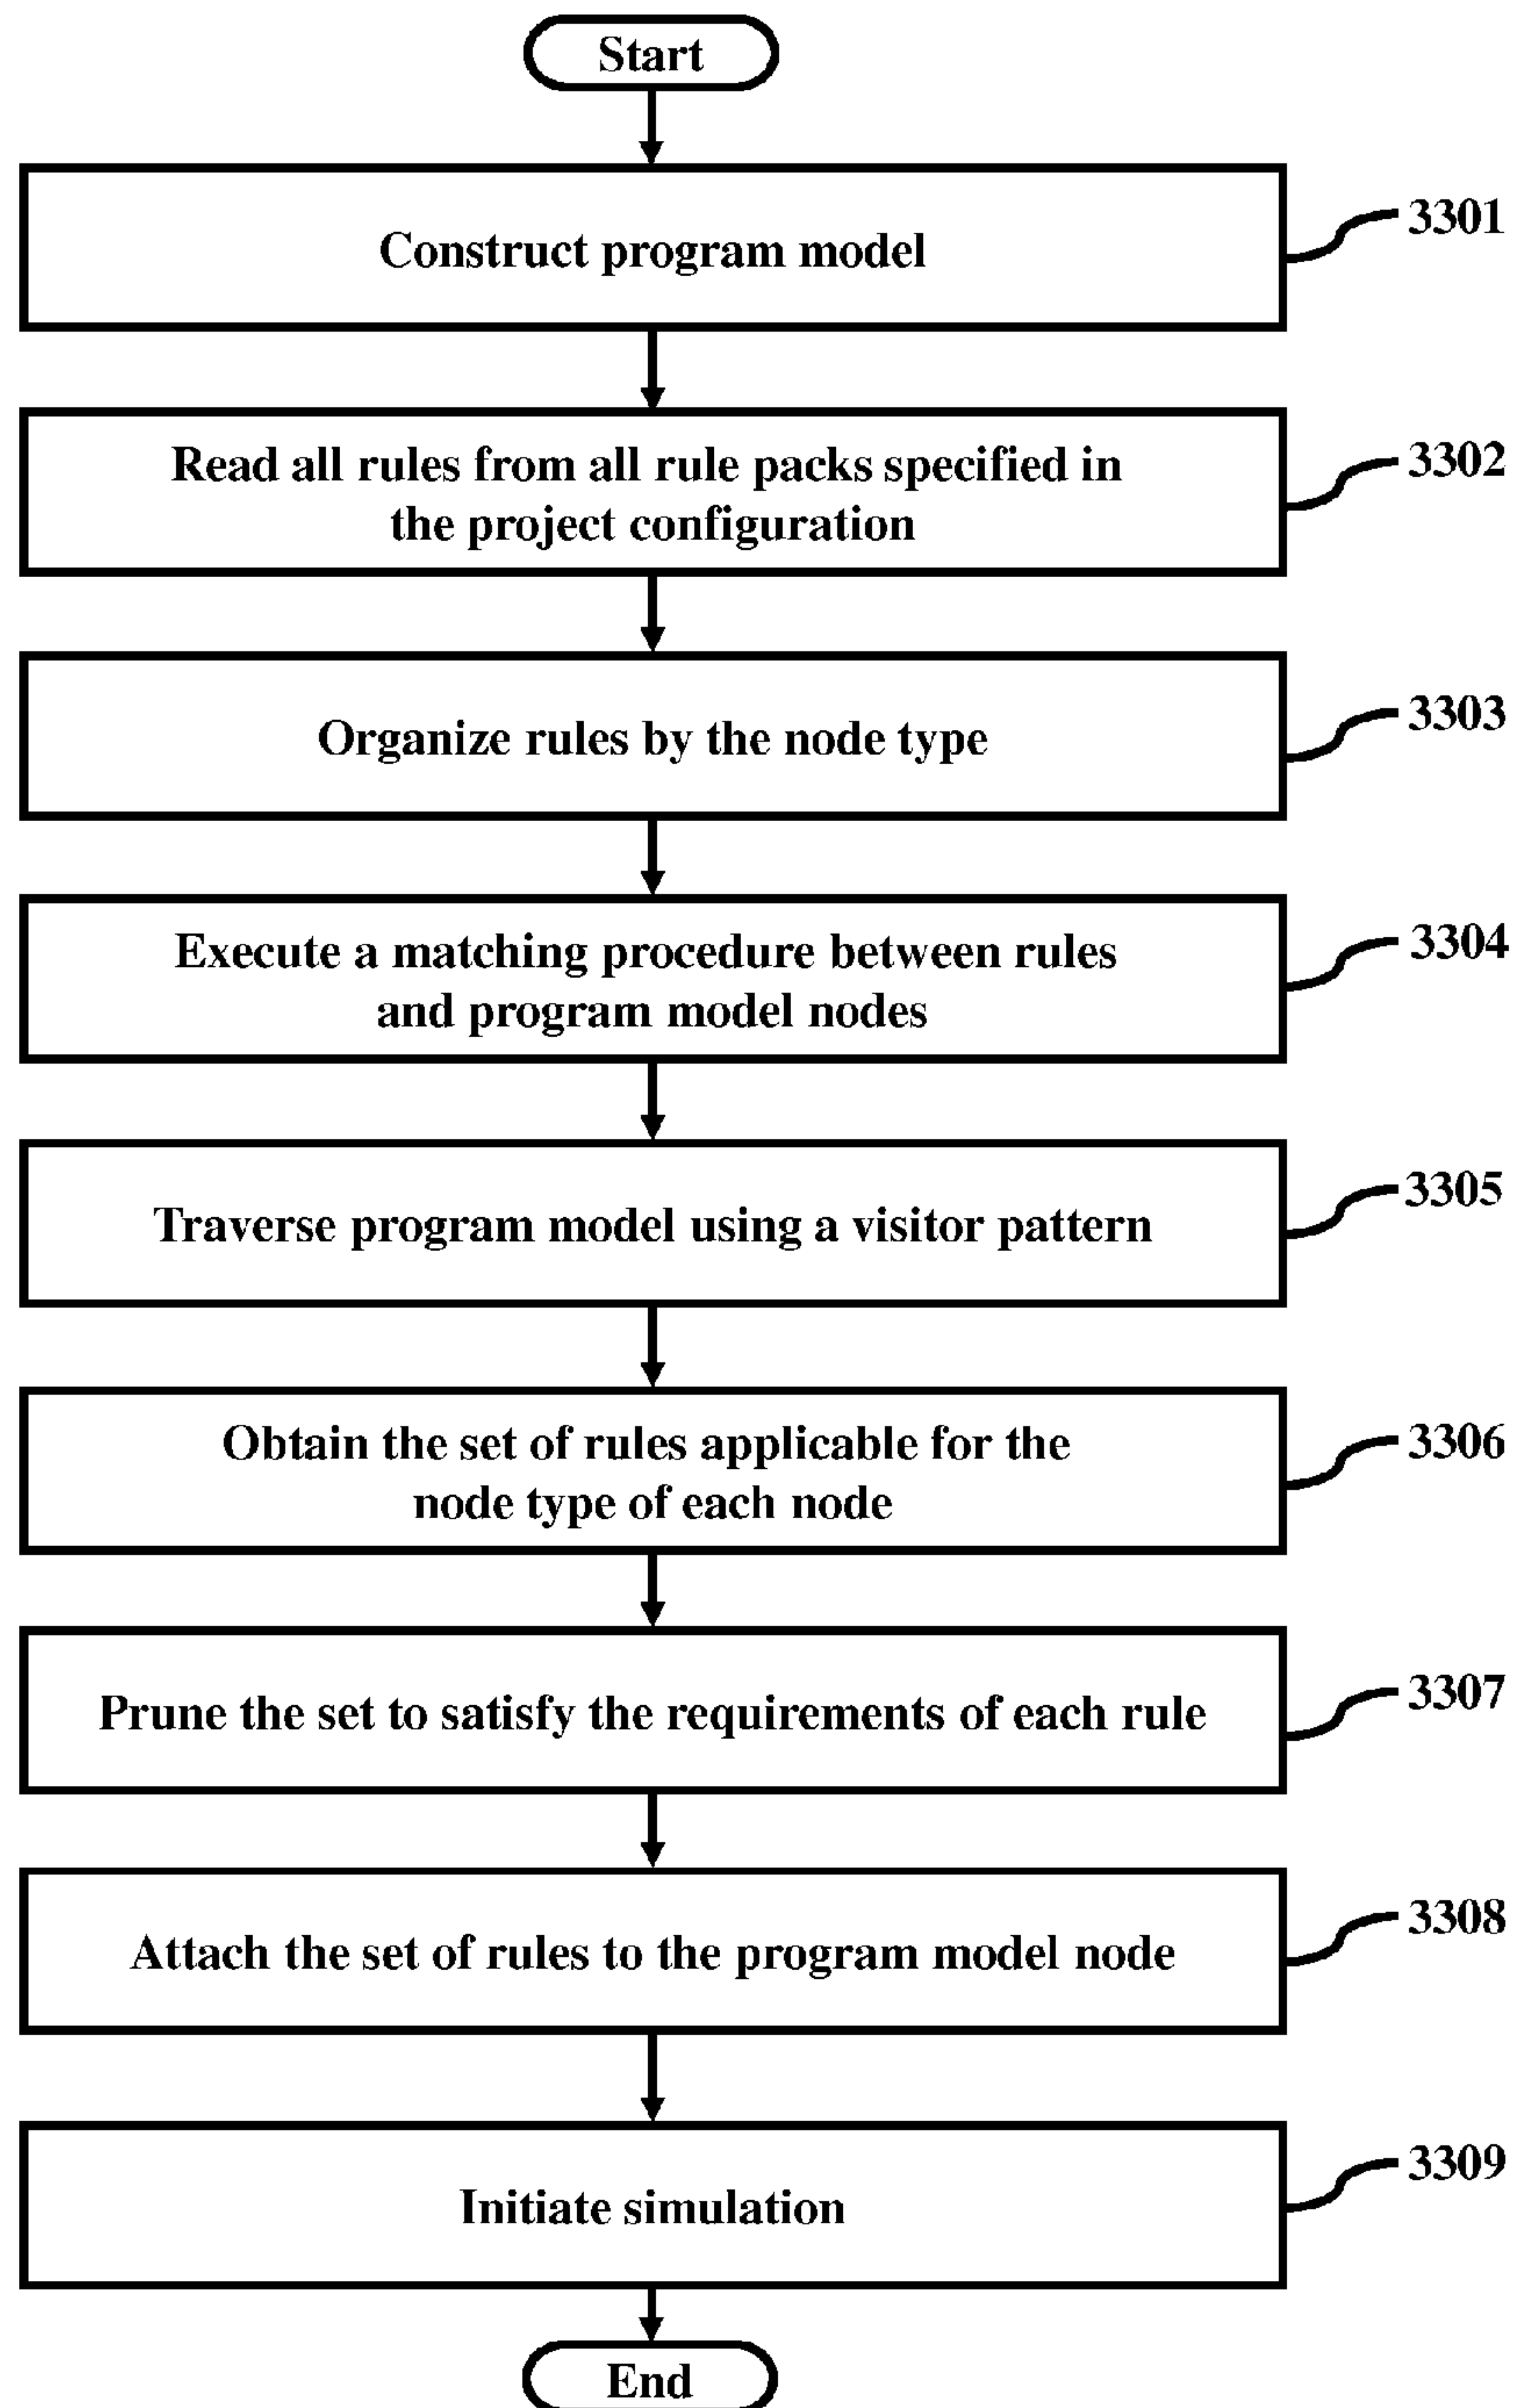 Start
Construct program model
3301
Read all rules from all rule packs specified in
the project configuration
3302
Organize rules by the node type
3303
Execute a matching procedure between rules
and program model nodes
3304
Traverse program model using a visitor pattern
3305
Obtain the set of rules applicable for the
node type of each node
3306
Prune the set to satisfy the requirements of each rule
3307
Attach the set of rules to the program model node
3308
Initiate simulation
3309
End